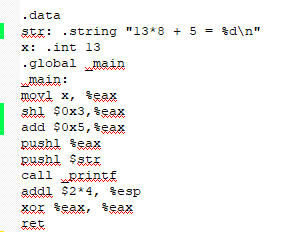 .data
str: .string "13*8 + 5 = %d\n"
x: .int 13
.global _main
_main:
movl x, %eax
shl $0x3,%eax
add $0x5,%eax
pushl %eax
pushl $str
call _printf
addl $2*4, %esp
xor %eax, %eax
ret